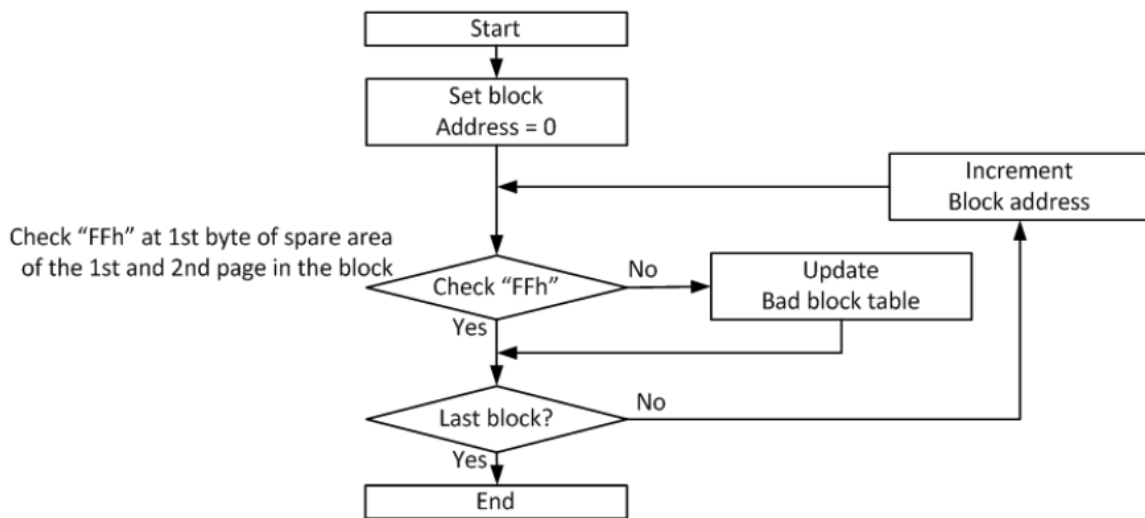 Start
Set block
Address = 0
Increment
Block address
Check “FFh” at 1st byte of spare area
of the 1st and 2nd page in the block
Check “FFh”
No
Update
Bad block table
Yes
Last block?
No
Yes
End